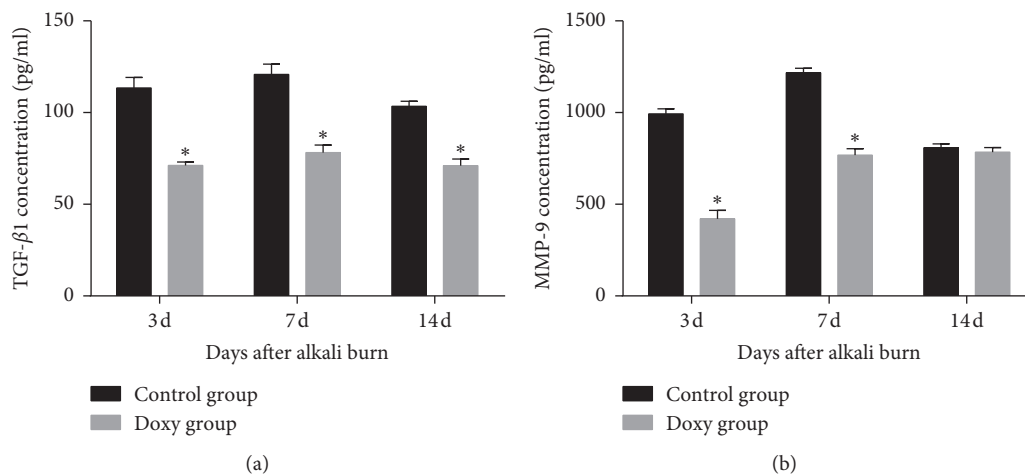 TGF-β1 concentration (pg/ml)
150
100
50
0
*
*
*
3 d
7 d
14 d
Days after alkali burn
Control group
Doxy group
(a)
MMP-9 concentration (pg/ml)
1500
1000
500
0
*
*
3 d
7 d
14 d
Days after alkali burn
Control group
Doxy group
(b)